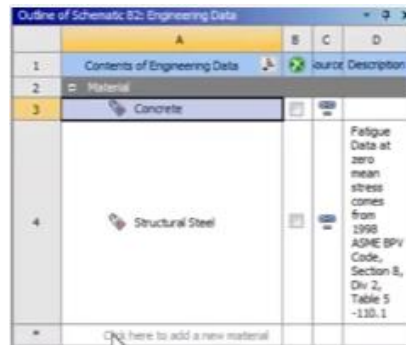 Outline of Schematic B2: Engineering Data
A B C D
1 Contents of Engineering Data ource Description
2 Material
3 Concrete
4 Structural Steel
Fatigue
Data at
zero
mean
stress
comes
from
1998
ASME BPV
Code,
Section 8,
Div 2,
Table 5
-110.1
* Click here to add a new material